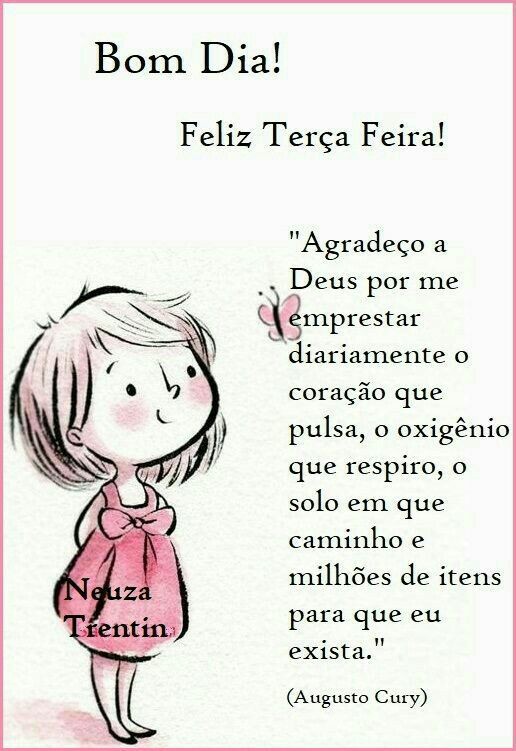 Bom Dia!
Feliz Terça Feira!
"Agradeço a
Deus por me
emprestar
diariamente o
coração que
pulsa, o oxigênio
que respiro, o
solo em que
caminho e
milhões de itens
para que eu
exista."
(Augusto Cury)
Neuza
Trentin